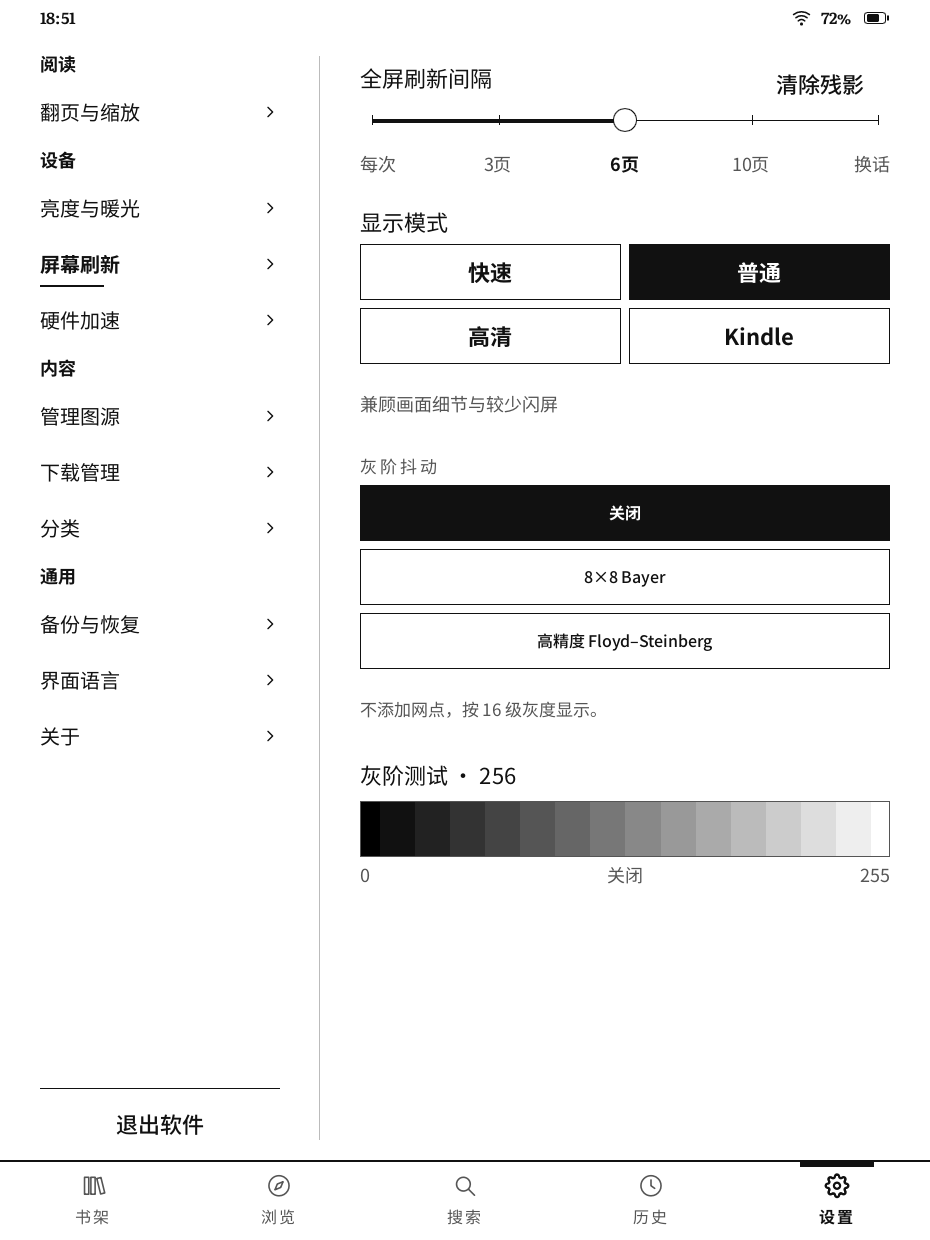 18:51
72%
阅读
翻页与缩放
设备
亮度与暖光
屏幕刷新
硬件加速
内容
管理图源
下载管理
分类
通用
备份与恢复
界面语言
关于
退出软件
全屏刷新间隔
清除残影
每次 3页 6页 10页 换话
显示模式
快速 普通
高清 Kindle
兼顾画面细节与较少闪屏
灰阶抖动
关闭
8×8 Bayer
高精度 Floyd–Steinberg
不添加网点，按 16 级灰度显示。
灰阶测试 • 256
0 关闭 255
书架 浏览 搜索 历史 设置